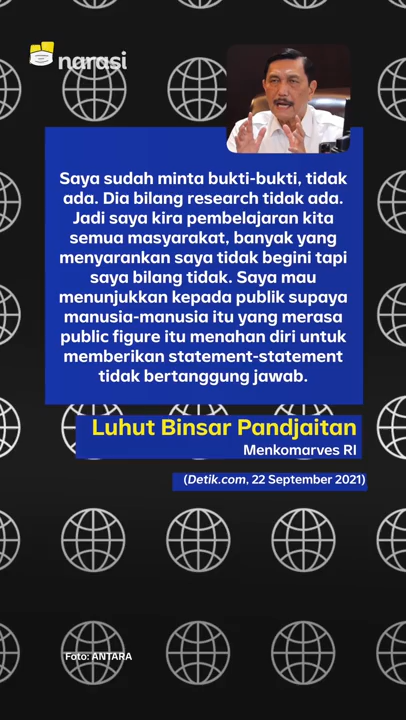 narasi
Saya sudah minta bukti-bukti, tidak
ada. Dia bilang research tidak ada.
Jadi saya kira pembelajaran kita
semua masyarakat, banyak yang
menyarankan saya tidak begini tapi
saya bilang tidak. Saya mau
menunjukkan kepada publik supaya
manusia-manusia itu yang merasa
public figure itu menahan diri untuk
memberikan statement-statement
tidak bertanggung jawab.
Luhut Binsar Pandjaitan
Menkomarves RI
(Detik.com, 22 September 2021)
Foto: ANTARA